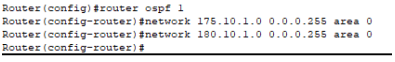 Router(config)#router ospf 1
Router(config-router)#network 175.10.1.0 0.0.0.255 area 0
Router(config-router)#network 180.10.1.0 0.0.0.255 area 0
Router(config-router)#